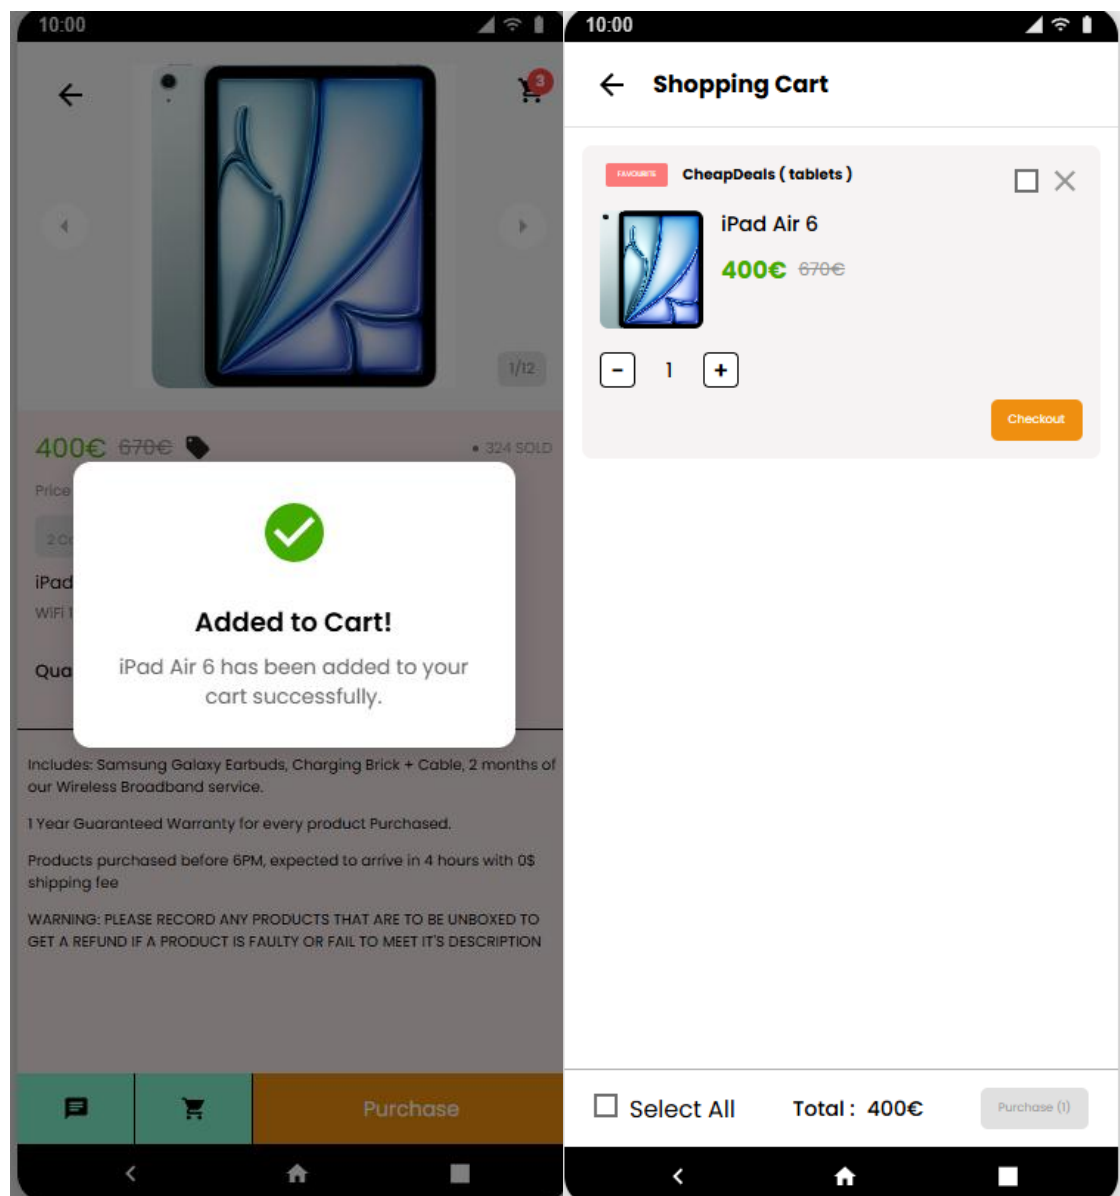 10:00
3
1/12
400€ 670€
• 324 SOLD
Price
2 Co
iPad
WiFi 1
Qua
Added to Cart!
iPad Air 6 has been added to your
cart successfully.
Includes: Samsung Galaxy Earbuds, Charging Brick + Cable, 2 months of
our Wireless Broadband service.
1 Year Guaranteed Warranty for every product Purchased.
Products purchased before 6PM, expected to arrive in 4 hours with 0$
shipping fee
WARNING: PLEASE RECORD ANY PRODUCTS THAT ARE TO BE UNBOXED TO
GET A REFUND IF A PRODUCT IS FAULTY OR FAIL TO MEET IT'S DESCRIPTION
Purchase
10:00
Shopping Cart
FAVOURITE CheapDeals ( tablets )
iPad Air 6
400€ 670€
- 1 +
Checkout
Select All Total : 400€ Purchase (1)